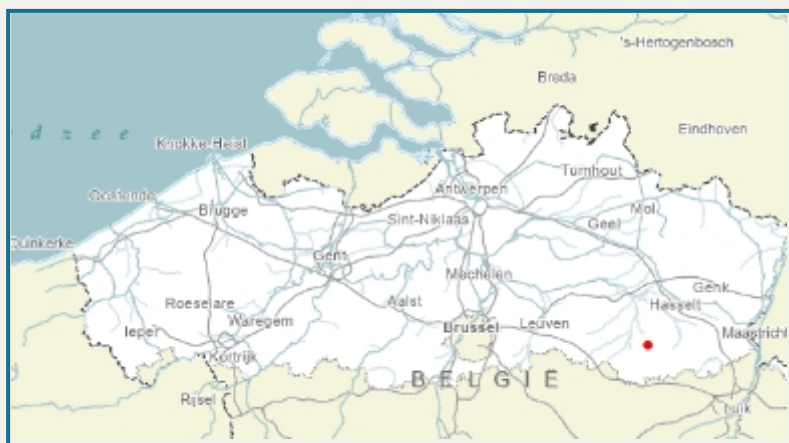 's-Hertogenbosch
Breda
Eindhoven
d z e e
Knokke-Heist
Turnhout
Antwerpen
Mol
Oostende
Brugge
Sint-Niklaas
Geel
Duinkerke
Gent
Mechelen
Genk
Roeselare
Aalst
Hasselt
Ieper
Waregem
Brussel
Leuven
Maastricht
Kortrijk
BELGIË
Rijsel
Luik